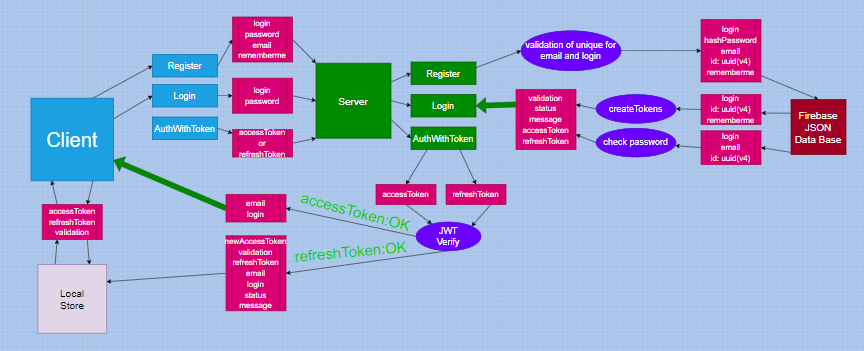 login
password
email
rememberme
Register
Login
AuthWithToken
login
password
accessToken
or
refreshToken
Client
Server
Register
Login
AuthWithToken
validation of unique for
email and login
login
hashPassword
email
id: uuid(v4)
rememberme
validation
status
message
accessToken
refreshToken
createTokens
check password
login
id: uuid(v4)
rememberme
login
email
id: uuid(v4)
Firebase
JSON
Data Base
accessToken
refreshToken
JWT
Verify
accessToken:OK
refreshToken:OK
email
login
newAccessToken
validation
refreshToken
email
login
status
message
accessToken
refreshToken
validation
Local
Store